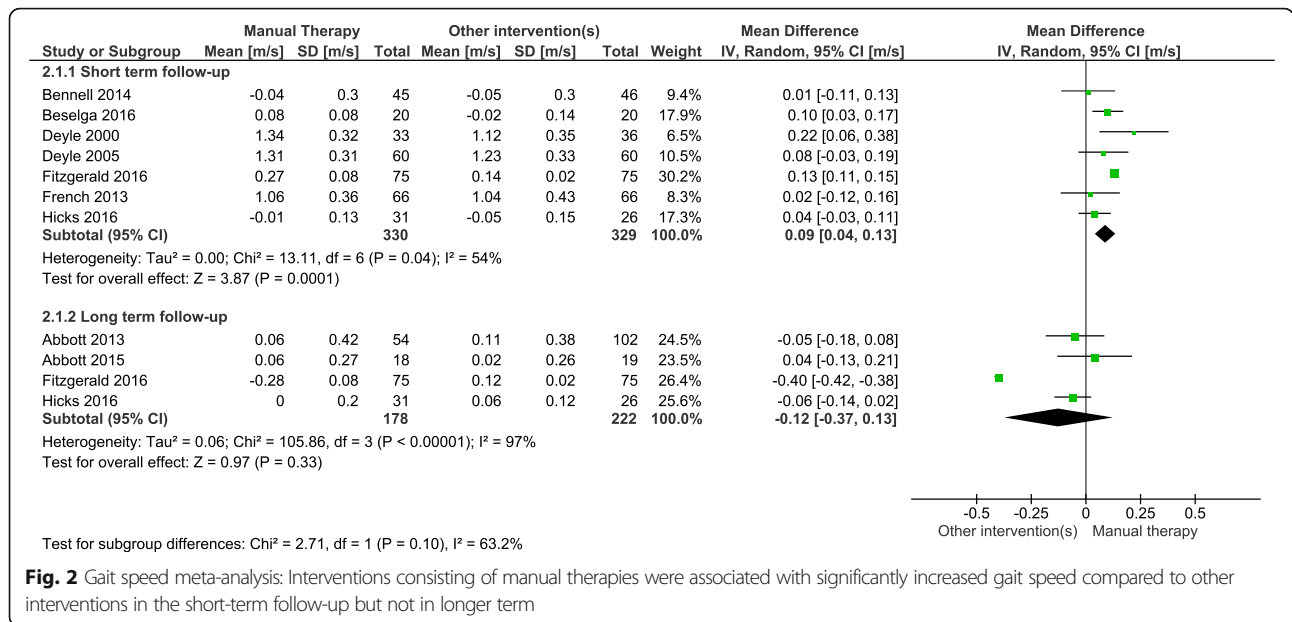 Manual Therapy Other intervention(s) Mean Difference Mean Difference
Study or Subgroup Mean [m/s] SD [m/s] Total Mean [m/s] SD [m/s] Total Weight IV, Random, 95% CI [m/s] IV, Random, 95% CI [m/s]
2.1.1 Short term follow-up
Bennell 2014 -0.04 0.3 45 -0.05 0.3 46 9.4% 0.01 [-0.11, 0.13]
Beselga 2016 0.08 0.08 20 -0.02 0.14 20 17.9% 0.10 [0.03, 0.17]
Deyle 2000 1.34 0.32 33 1.12 0.35 36 6.5% 0.22 [0.06, 0.38]
Deyle 2005 1.31 0.31 60 1.23 0.33 60 10.5% 0.08 [-0.03, 0.19]
Fitzgerald 2016 0.27 0.08 75 0.14 0.02 75 30.2% 0.13 [0.11, 0.15]
French 2013 1.06 0.36 66 1.04 0.43 66 8.3% 0.02 [-0.12, 0.16]
Hicks 2016 -0.01 0.13 31 -0.05 0.15 26 17.3% 0.04 [-0.03, 0.11]
Subtotal (95% CI) 330 329 100.0% 0.09 [0.04, 0.13]
Heterogeneity: Tau² = 0.00; Chi² = 13.11, df = 6 (P = 0.04); I² = 54%
Test for overall effect: Z = 3.87 (P = 0.0001)
2.1.2 Long term follow-up
Abbott 2013 0.06 0.42 54 0.11 0.38 102 24.5% -0.05 [-0.18, 0.08]
Abbott 2015 0.06 0.27 18 0.02 0.26 19 23.5% 0.04 [-0.13, 0.21]
Fitzgerald 2016 -0.28 0.08 75 0.12 0.02 75 26.4% -0.40 [-0.42, -0.38]
Hicks 2016 0 0.2 31 0.06 0.12 26 25.6% -0.06 [-0.14, 0.02]
Subtotal (95% CI) 178 222 100.0% -0.12 [-0.37, 0.13]
Heterogeneity: Tau² = 0.06; Chi² = 105.86, df = 3 (P < 0.00001); I² = 97%
Test for overall effect: Z = 0.97 (P = 0.33)
-0.5 -0.25 0 0.25 0.5
Other intervention(s) Manual therapy
Test for subgroup differences: Chi² = 2.71, df = 1 (P = 0.10), I² = 63.2%
Fig. 2 Gait speed meta-analysis: Interventions consisting of manual therapies were associated with significantly increased gait speed compared to other
interventions in the short-term follow-up but not in longer term